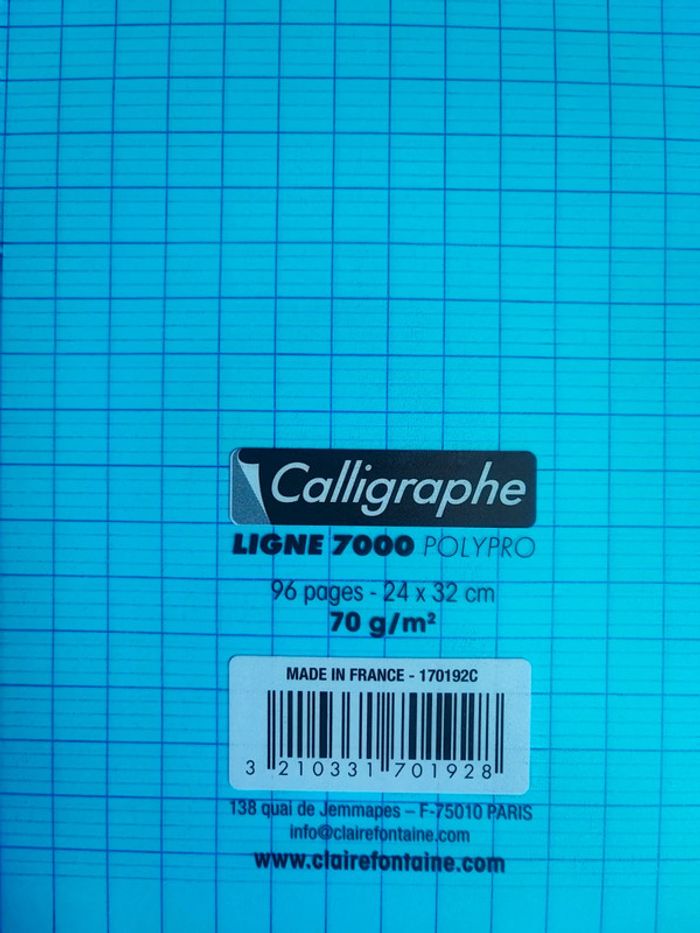 Calligraphe
LIGNE 7000 POLYPRO
96 pages - 24 x 32 cm
70 g/m²
MADE IN FRANCE - 170192C
3 210331 701928
138 quai de Jemmapes – F-75010 PARIS
info@clairefontaine.com
www.clairefontaine.com